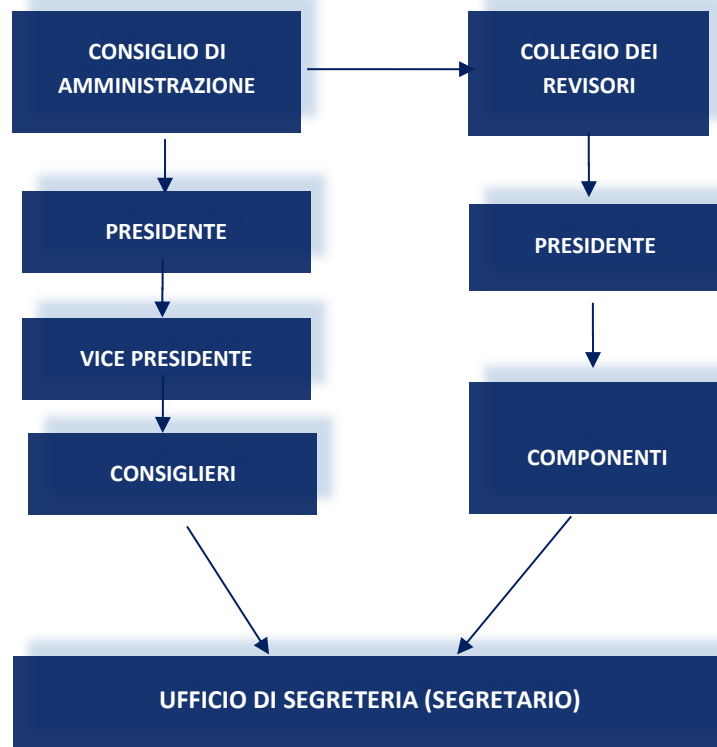 CONSIGLIO DI
AMMINISTRAZIONE
COLLEGIO DEI
REVISORI
PRESIDENTE
PRESIDENTE
VICE PRESIDENTE
CONSIGLIERI
COMPONENTI
UFFICIO DI SEGRETERIA (SEGRETARIO)